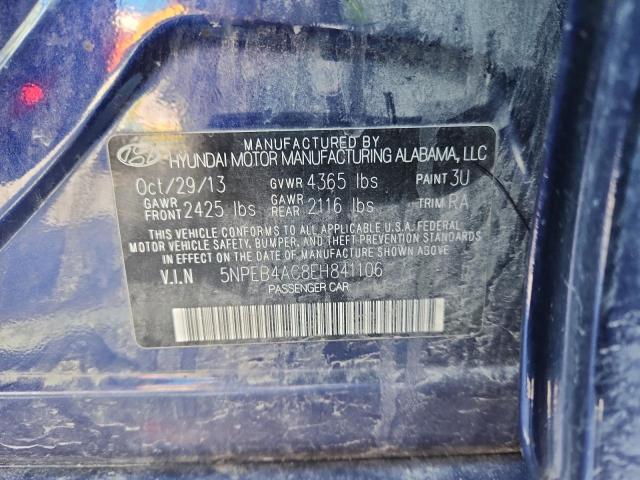 MANUFACTURED BY
HYUNDAI MOTOR MANUFACTURING ALABAMA, LLC
Oct/29/13 GVWR 4365 lbs PAINT 3U
GAWR FRONT 2425 lbs GAWR REAR 2116 lbs TRIM RA
THIS VEHICLE CONFORMS TO ALL APPLICABLE U.S.A. FEDERAL
MOTOR VEHICLE SAFETY, BUMPER, AND THEFT PREVENTION STANDARDS
IN EFFECT ON THE DATE OF MANUFACTURE SHOWN ABOVE.
V.I.N 5NPEB4AC8EH841106
PASSENGER CAR